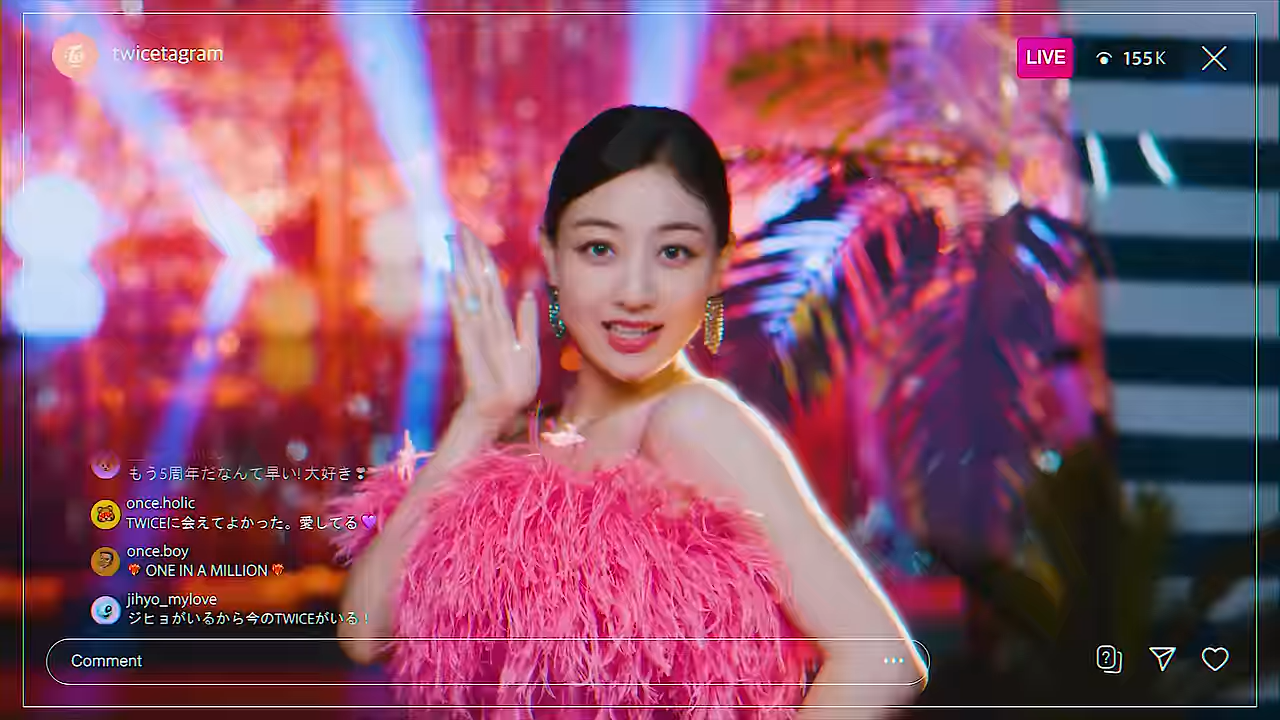 twicetagram
LIVE
155K
もう5周年だなんて早い!大好き❣
once.holic
TWICEに会えてよかった。愛してる💜
once.boy
❤️‍🔥 ONE IN A MILLION ❤️‍🔥
jihyo_mylove
ジヒョがいるから今のTWICEがいる！
Comment